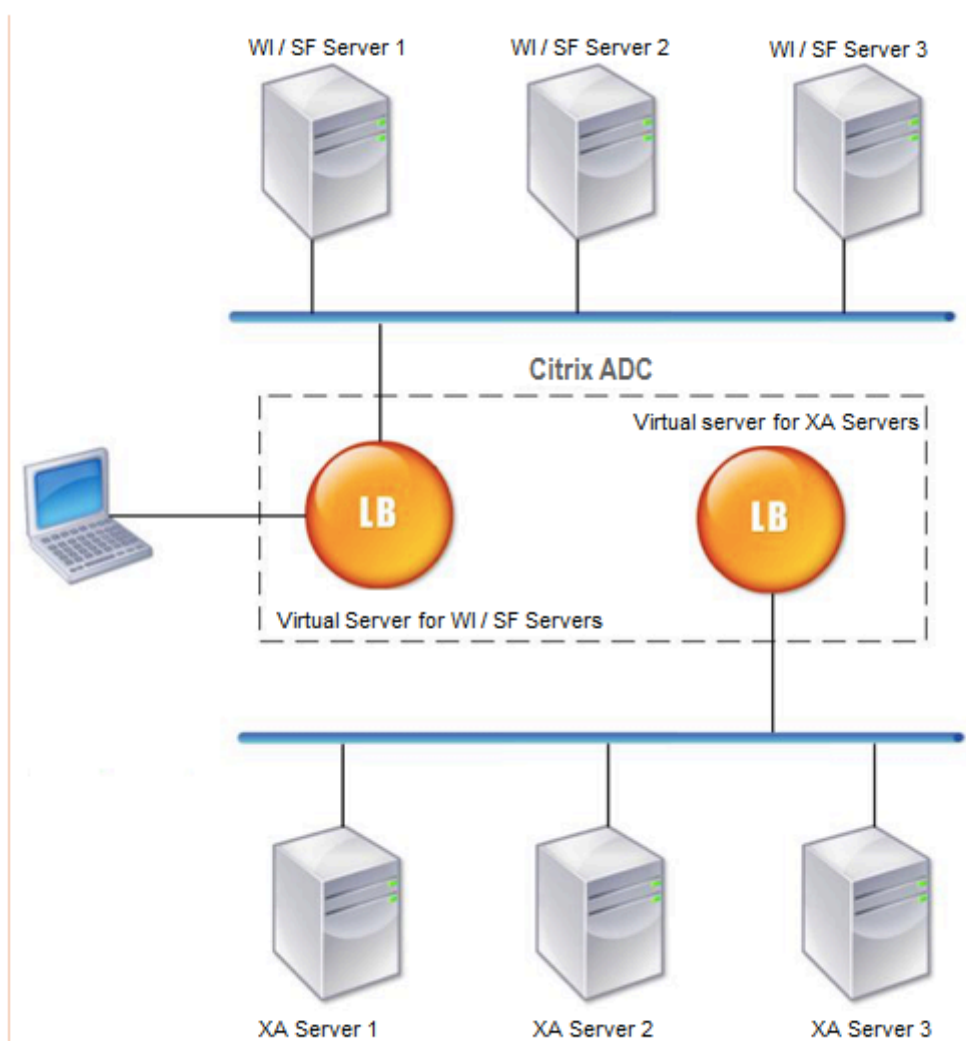 WI / SF Server 1
WI / SF Server 2
WI / SF Server 3
Citrix ADC
Virtual server for XA Servers
LB
LB
Virtual Server for WI / SF Servers
XA Server 1
XA Server 2
XA Server 3